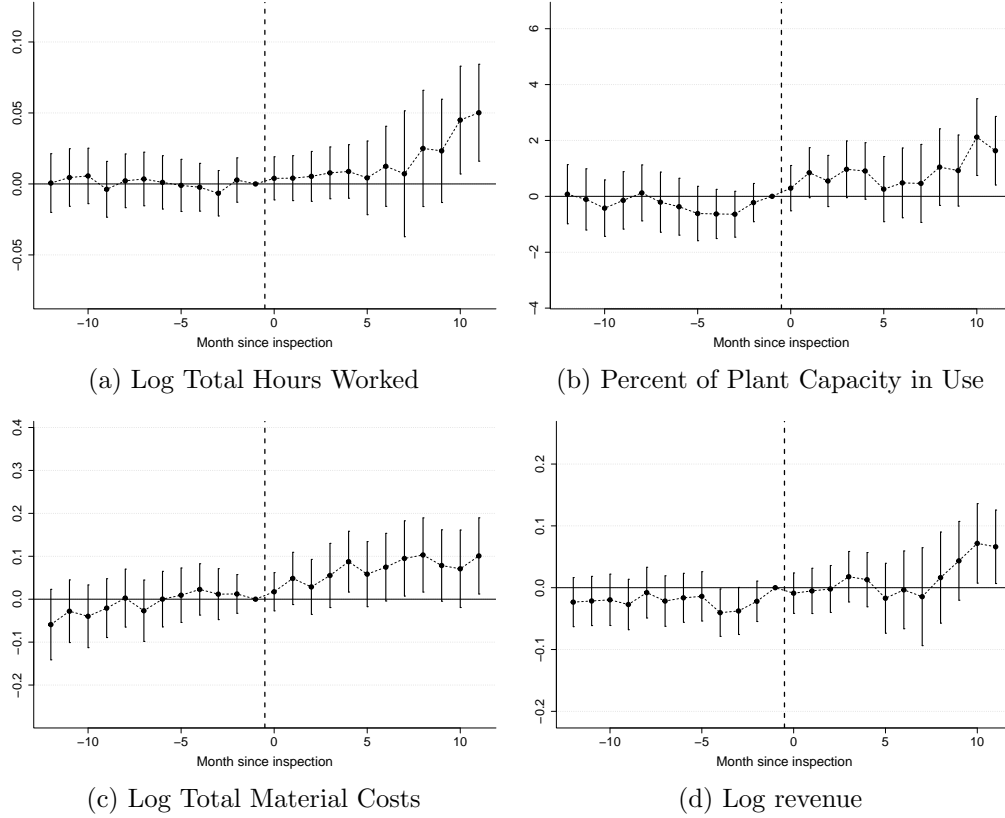 0.10
0.05
0.00
−0.05
−10 −5 0 5 10
Month since inspection
(a) Log Total Hours Worked
6
4
2
0
−2
−4
−10 −5 0 5 10
Month since inspection
(b) Percent of Plant Capacity in Use
0.4
0.3
0.2
0.1
0.0
−0.1
−0.2
−10 −5 0 5 10
Month since inspection
(c) Log Total Material Costs
0.2
0.1
0.0
−0.1
−0.2
−10 −5 0 5 10
Month since inspection
(d) Log revenue